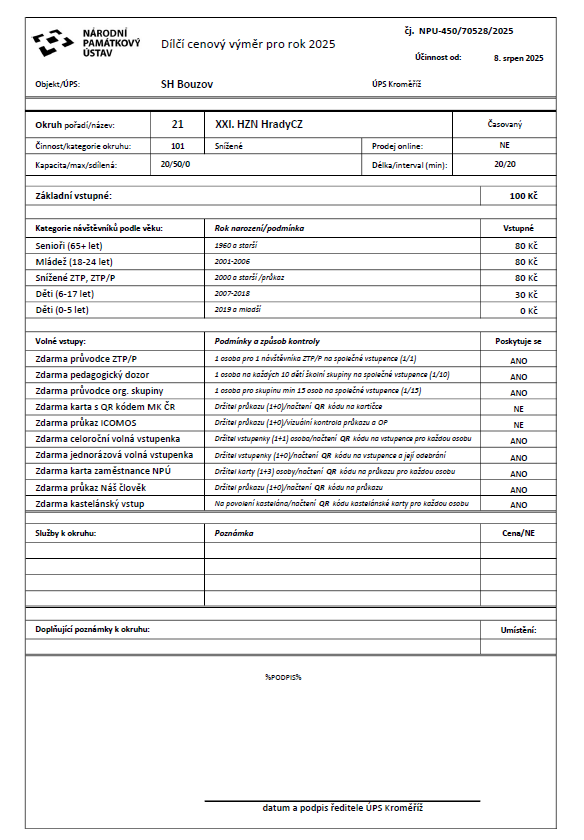 NÁRODNÍ
PAMÁTKOVÝ
ÚSTAV
Dílčí cenový výměr pro rok 2025
čj. NPU-450/70528/2025
Účinnost od: 8. srpen 2025
Objekt/ÚPS: SH Bouzov ÚPS Kroměříž
Okruh pořadí/název: 21 XXI. HZN HradyCZ Časovaný
Činnost/kategorie okruhu: 101 Snížené Prodej online: NE
Kapacita/max/sdílená: 20/50/0 Délka/interval (min): 20/20
Základní vstupné: 100 Kč
Kategorie návštěvníků podle věku: Rok narození/podmínka Vstupné
Senioři (65+ let) 1960 a starší 80 Kč
Mládež (18-24 let) 2001-2006 80 Kč
Snížené ZTP, ZTP/P 2000 a starší /průkaz 80 Kč
Děti (6-17 let) 2007-2018 30 Kč
Děti (0-5 let) 2019 a mladší 0 Kč
Volné vstupy: Podmínky a způsob kontroly Poskytuje se
Zdarma průvodce ZTP/P 1 osoba pro 1 návštěvníka ZTP/P na společné vstupence (1/1) ANO
Zdarma pedagogický dozor 1 osoba na každých 10 dětí školní skupiny na společné vstupence (1/10) ANO
Zdarma průvodce org. skupiny 1 osoba pro skupinu min 15 osob na společné vstupence (1/15) ANO
Zdarma karta s QR kódem MK ČR Držitel průkazu (1+0)/načtení QR kódu na kartičce NE
Zdarma průkaz ICOMOS Držitel průkazu (1+0)/vizuální kontrola průkazu a OP NE
Zdarma celoroční volná vstupenka Držitel vstupenky (1+1) osoba/načtení QR kódu na vstupence pro každou osobu ANO
Zdarma jednorázová volná vstupenka Držitel vstupenky (1+0)/načtení QR kódu na vstupence a její odebrání ANO
Zdarma karta zaměstnance NPÚ Držitel karty (1+3) osoby/načtení QR kódu na průkazu pro každou osobu ANO
Zdarma průkaz Náš člověk Držitel průkazu (1+0)/načtení QR kódu na průkazu ANO
Zdarma kastelánský vstup Na povolení kastelána/načtení QR kódu kastelánské karty pro každou osobu ANO
Služby k okruhu: Poznámka Cena/NE
Doplňující poznámky k okruhu: Umístění:
%PODPIS%
datum a podpis ředitele ÚPS Kroměříž